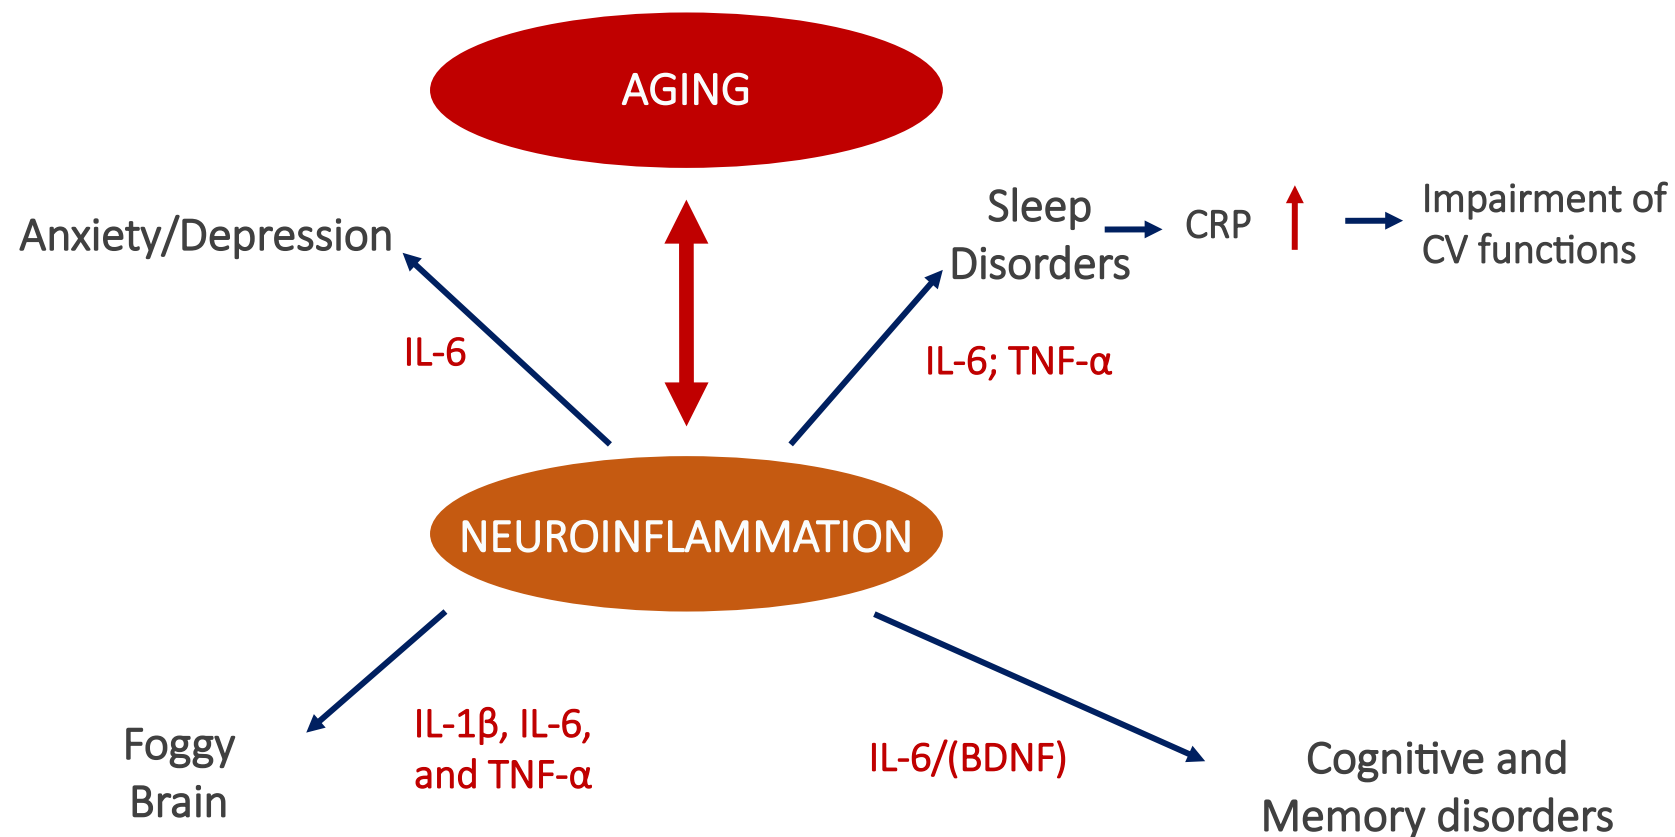 AGING
Anxiety/Depression
Sleep
Disorders
CRP
Impairment of
CV functions
IL-6
IL-6; TNF-α
NEUROINFLAMMATION
IL-1β, IL-6,
and TNF-α
IL-6/(BDNF)
Foggy
Brain
Cognitive and
Memory disorders